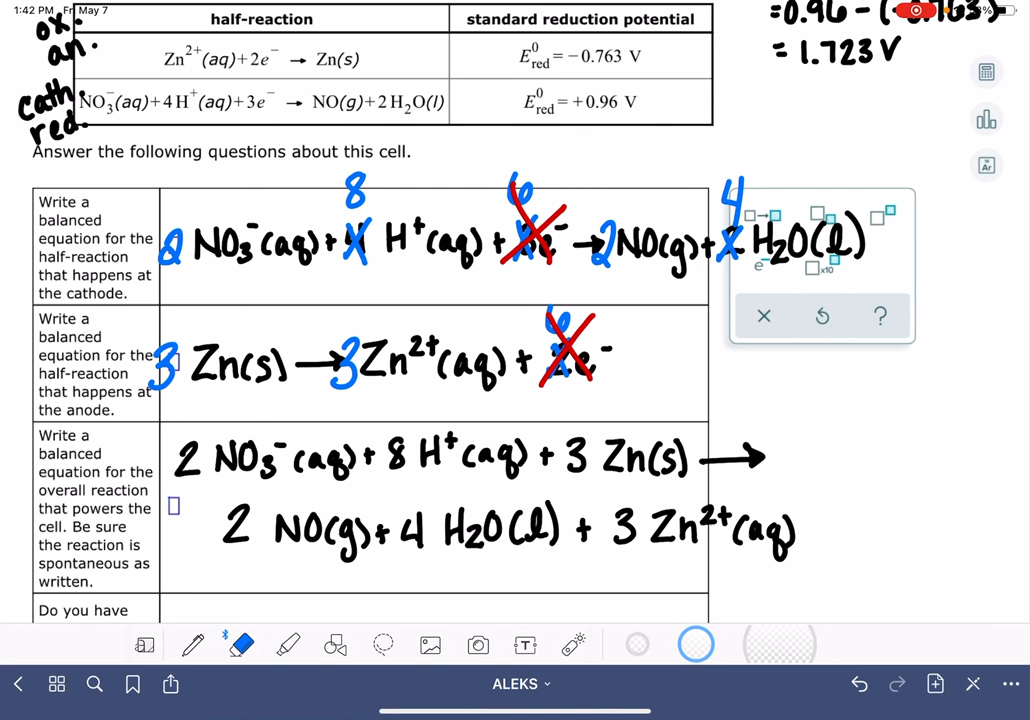 1:42 PM Fri May 7
ox.
an.
cath.
red.
half-reaction standard reduction potential
Zn²⁺(aq)+2e⁻ → Zn(s) E⁰red = −0.763 V
NO₃⁻(aq)+4H⁺(aq)+3e⁻ → NO(g)+2H₂O(l) E⁰red = +0.96 V
=0.96 − (−0.763)
= 1.723 V
Answer the following questions about this cell.
Write a
balanced
equation for the
half-reaction
that happens at
the cathode.
8 6 4
2 NO₃⁻(aq) + H⁺(aq) + e⁻ → 2 NO(g) + H₂O(l)
Write a
balanced
equation for the
half-reaction
that happens at
the anode.
6
3 Zn(s) → 3 Zn²⁺(aq) + 2e⁻
Write a
balanced
equation for the
overall reaction
that powers the
cell. Be sure
the reaction is
spontaneous as
written.
2 NO₃⁻(aq) + 8 H⁺(aq) + 3 Zn(s) →
2 NO(g) + 4 H₂O(l) + 3 Zn²⁺(aq)
Do you have
e⁻
x10
Ar
?
T
ALEKS